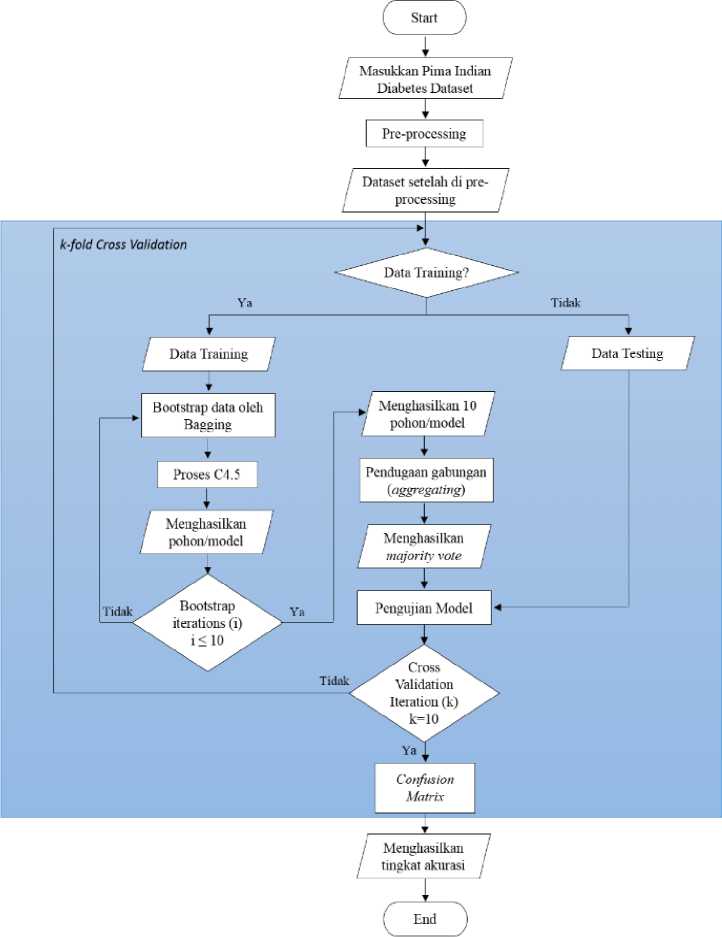 Start
Masukkan Pima Indian
Diabetes Dataset
Pre-processing
Dataset setelah di pre-
processing
k-fold Cross Validation
Data Training?
Ya
Tidak
Data Training
Data Testing
Bootstrap data oleh
Bagging
Proses C4.5
Menghasilkan
pohon/model
Bootstrap
iterations (i)
i ≤ 10
Tidak
Ya
Menghasilkan 10
pohon/model
Pendugaan gabungan
(aggregating)
Menghasilkan
majority vote
Pengujian Model
Cross
Validation
Iteration (k)
k=10
Tidak
Ya
Confusion
Matrix
Menghasilkan
tingkat akurasi
End